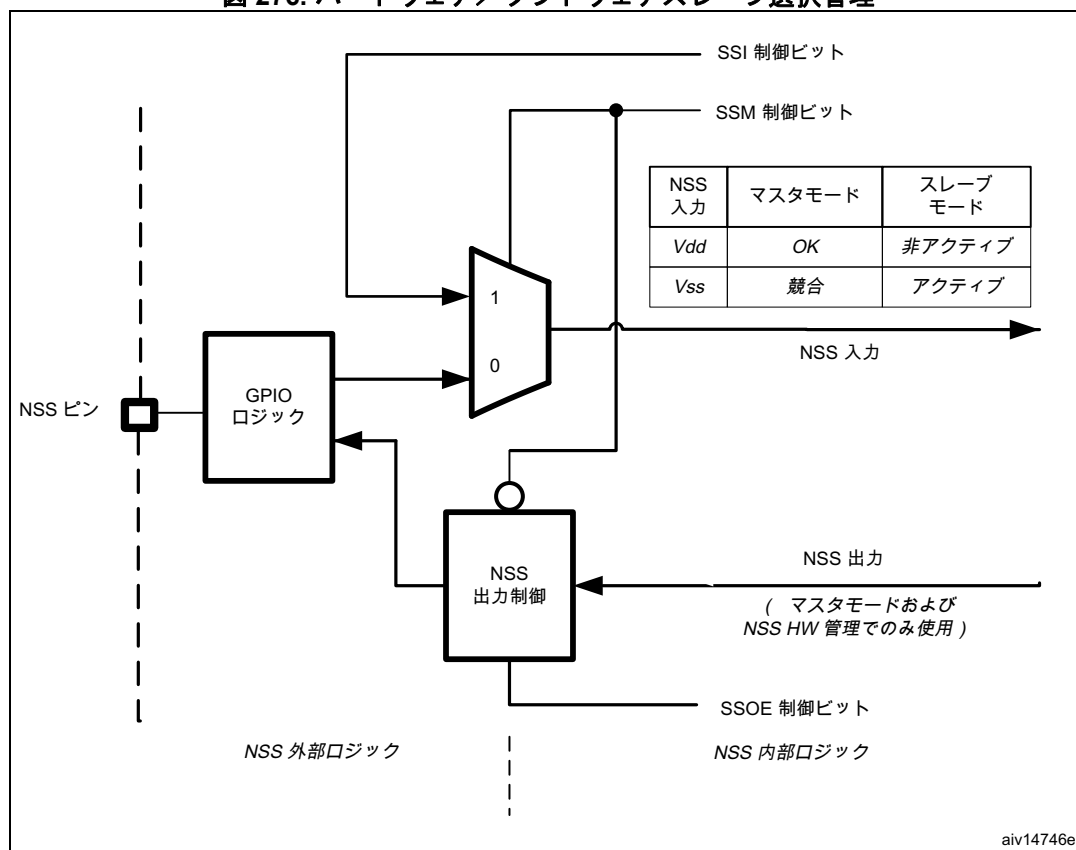 SSI 制御ビット
SSM 制御ビット
NSS
入力
マスタモード
スレーブ
モード
Vdd
OK
非アクティブ
Vss
競合
アクティブ
1
0
NSS 入力
NSS ピン
GPIO
ロジック
NSS
出力制御
NSS 出力
( マスタモードおよび
NSS HW 管理でのみ使用 )
SSOE 制御ビット
NSS 外部ロジック
NSS 内部ロジック
aiv14746e